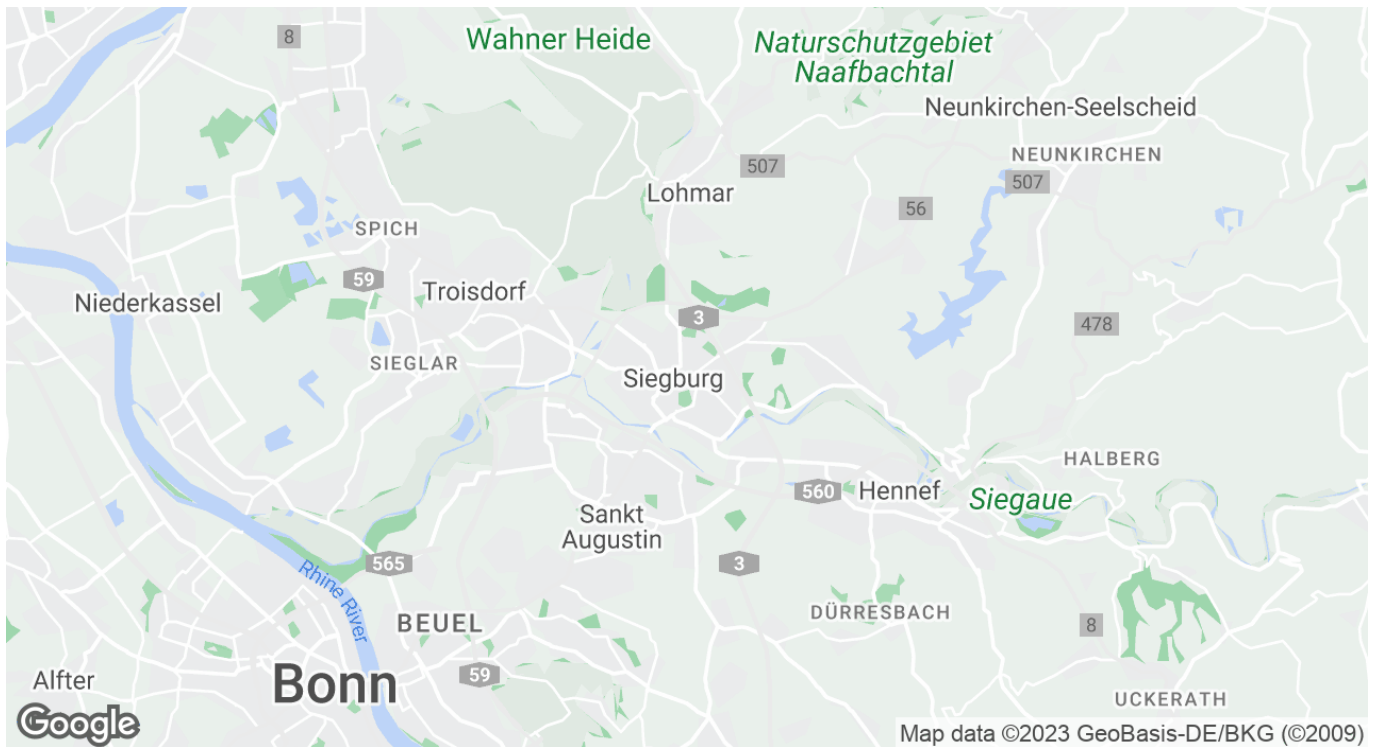 8
Wahner Heide
Naturschutzgebiet
Naafbachtal
Neunkirchen-Seelscheid
NEUNKIRCHEN
507
507
Lohmar
56
SPICH
59
Troisdorf
Niederkassel
3
478
SIEGLAR
Siegburg
HALBERG
560
Hennef
Siegaue
Sankt
Augustin
565
3
Rhine River
BEUEL
DÜRRESBACH
8
59
Alfter
Bonn
UCKERATH
Google
Map data ©2023 GeoBasis-DE/BKG (©2009)